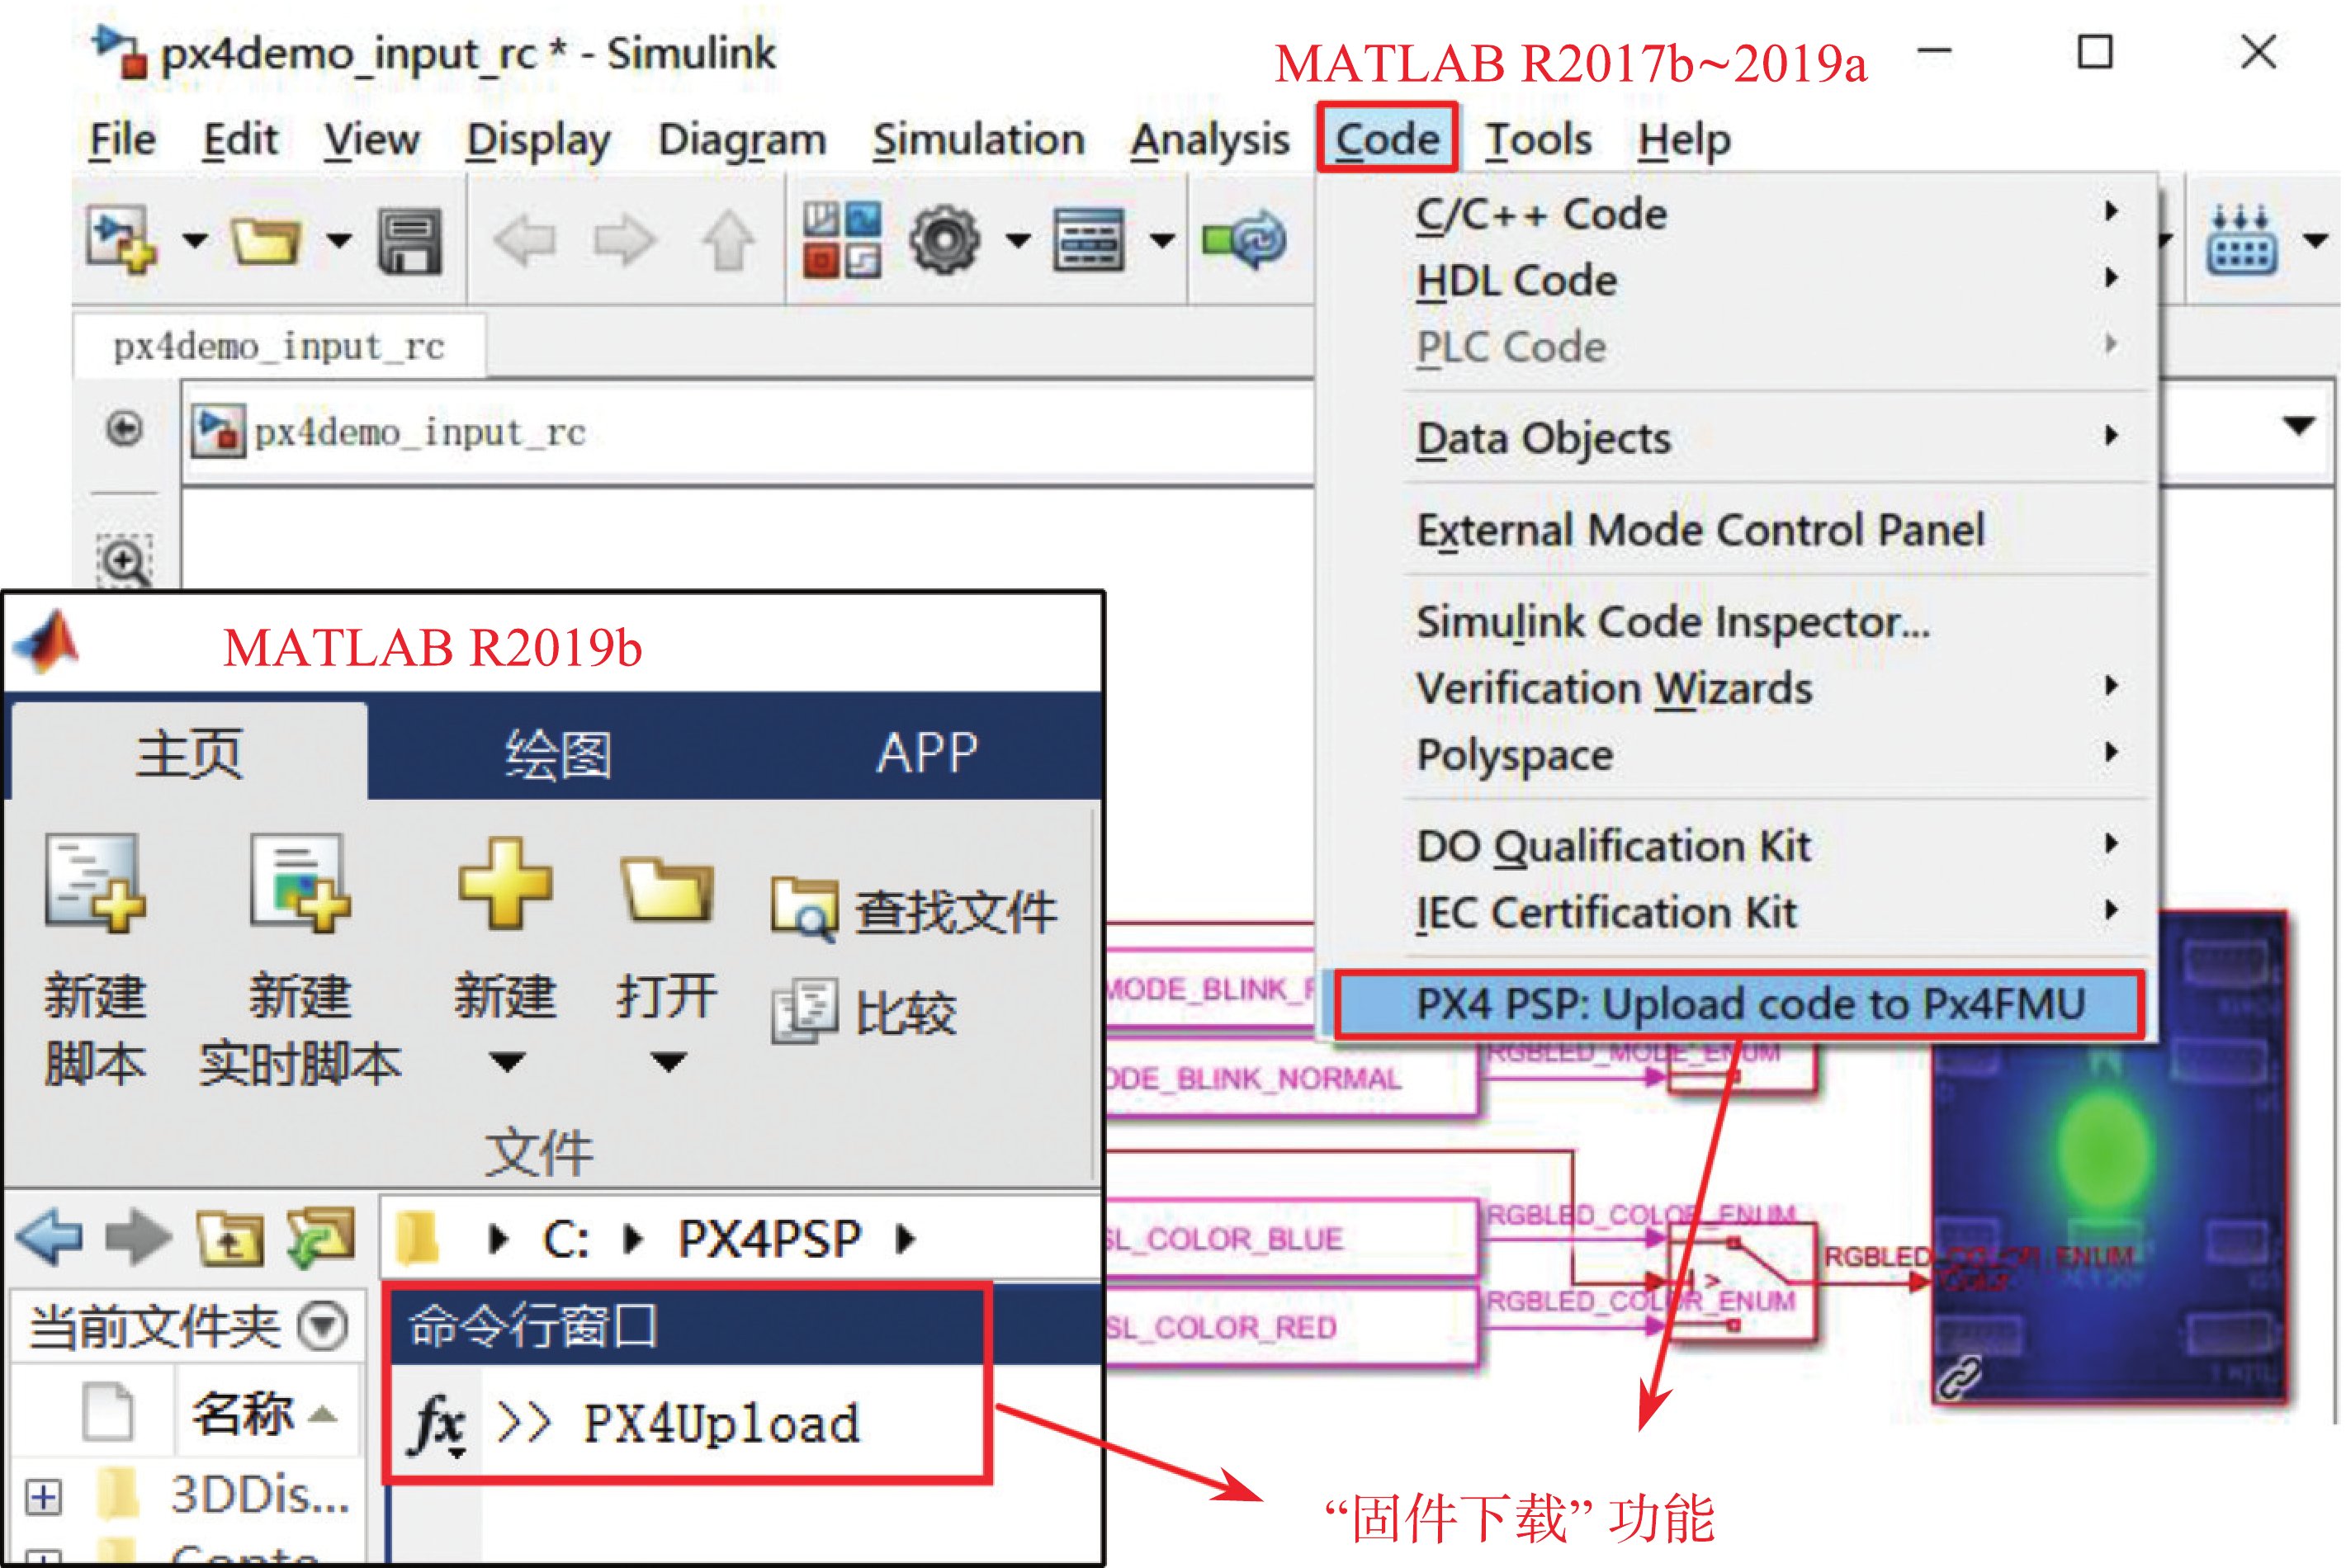 px4demo_input_rc * - Simulink
MATLAB R2017b~2019a
File Edit View Display Diagram Simulation Analysis Code Tools Help
px4demo_input_rc
px4demo_input_rc
C/C++ Code
HDL Code
PLC Code
Data Objects
External Mode Control Panel
Simulink Code Inspector...
Verification Wizards
Polyspace
DO Qualification Kit
IEC Certification Kit
PX4 PSP: Upload code to Px4FMU
MODE_BLINK_F
ODE_BLINK_NORMAL
RGBLED_MODE_ENUM
SL_COLOR_BLUE
RGBLED_COLOR_ENUM
SL_COLOR_RED
RGBLED_COLOR_ENUM
>
RGBLED_COLOR_ENUM
Color
MATLAB R2019b
主页 绘图 APP
新建
脚本
新建
实时脚本
新建
打开
查找文件
比较
文件
C: PX4PSP
当前文件夹
名称
3DDis...
命令行窗口
fx >> PX4Upload
“固件下载” 功能